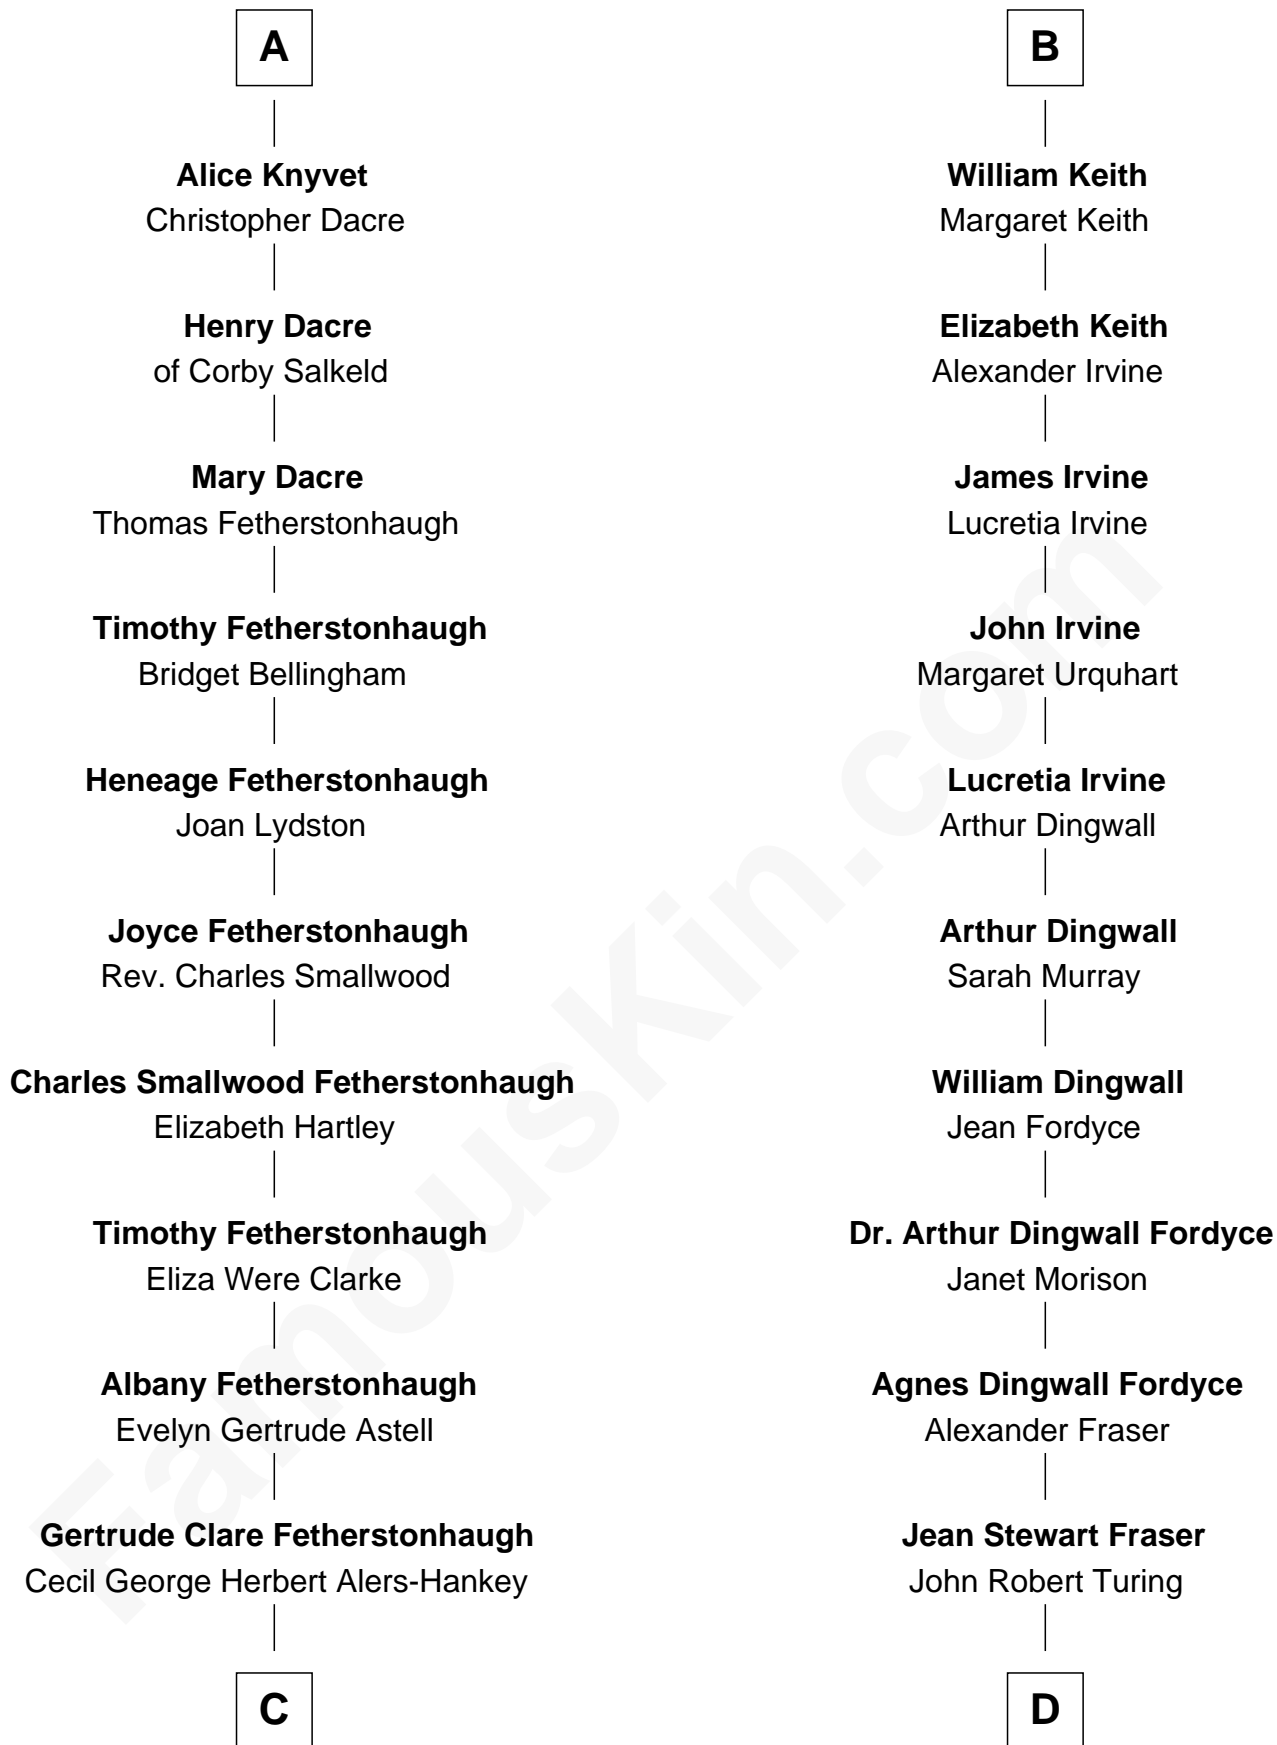 A
Alice Knyvet
Christopher Dacre
Henry Dacre
of Corby Salkeld
Mary Dacre
Thomas Fetherstonhaugh
Timothy Fetherstonhaugh
Bridget Bellingham
Heneage Fetherstonhaugh
Joan Lydston
Joyce Fetherstonhaugh
Rev. Charles Smallwood
Charles Smallwood Fetherstonhaugh
Elizabeth Hartley
Timothy Fetherstonhaugh
Eliza Were Clarke
Albany Fetherstonhaugh
Evelyn Gertrude Astell
Gertrude Clare Fetherstonhaugh
Cecil George Herbert Alers-Hankey
C
B
William Keith
Margaret Keith
Elizabeth Keith
Alexander Irvine
James Irvine
Lucretia Irvine
John Irvine
Margaret Urquhart
Lucretia Irvine
Arthur Dingwall
Arthur Dingwall
Sarah Murray
William Dingwall
Jean Fordyce
Dr. Arthur Dingwall Fordyce
Janet Morison
Agnes Dingwall Fordyce
Alexander Fraser
Jean Stewart Fraser
John Robert Turing
D
FamousKin.com